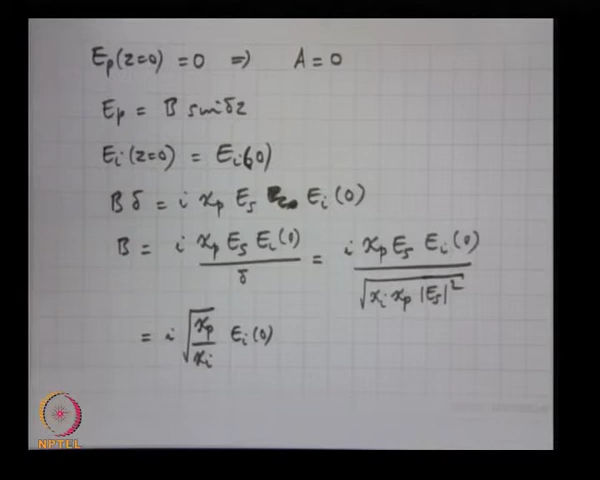 Ep(z=0) = 0 ⇒ A = 0
Ep = B sin δz
Ei(z=0) = Ei(0)
B δ = i κp Es Ei(0)
B = i κp Es Ei(0) / δ = i κp Es Ei(0) / √(κi κp |Es|²)
= i √(κp / κi) Ei(0)
NPTEL